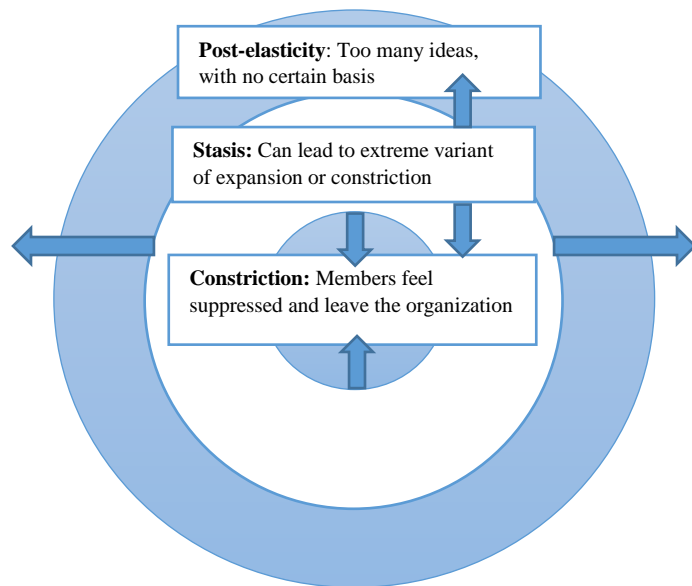 Post-elasticity: Too many ideas,
with no certain basis
Stasis: Can lead to extreme variant
of expansion or constriction
Constriction: Members feel
suppressed and leave the organization